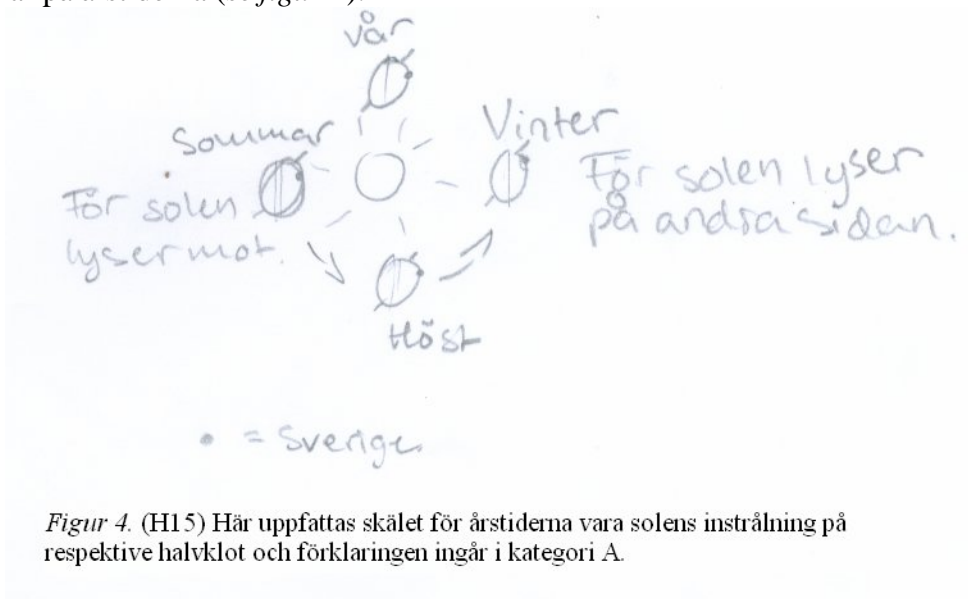 vår
Sommar
Vinter
För solen
lyser mot.
För solen lyser
på andra sidan.
Höst
= Sverige
Figur 4. (H15) Här uppfattas skälet för årstiderna vara solens instrålning på
respektive halvklot och förklaringen ingår i kategori A.